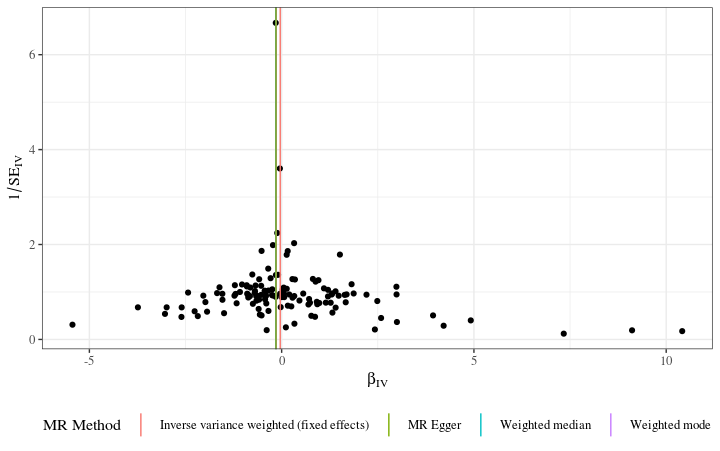 6
4
2
0
1/SE_IV
-5
0
5
10
β_IV
MR Method Inverse variance weighted (fixed effects) MR Egger Weighted median Weighted mode